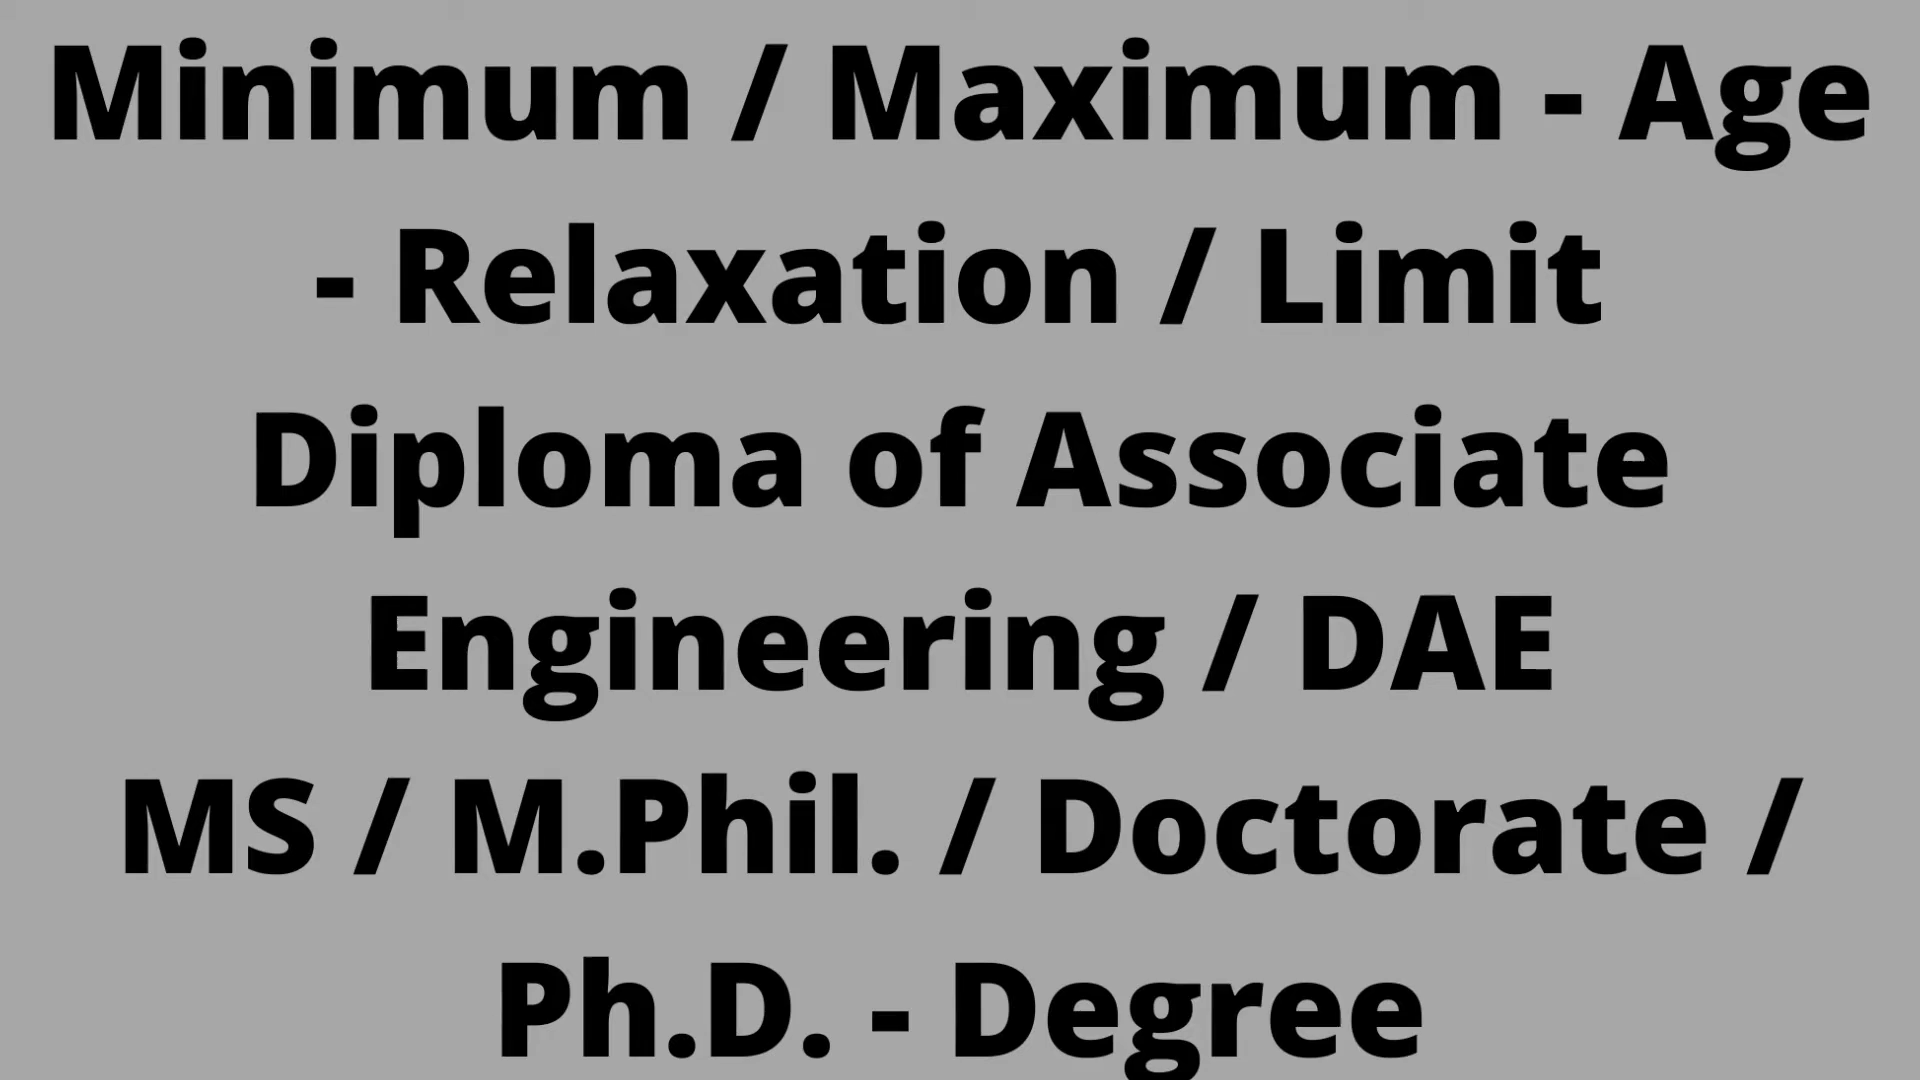 Minimum / Maximum - Age
- Relaxation / Limit
Diploma of Associate
Engineering / DAE
MS / M.Phil. / Doctorate /
Ph.D. - Degree